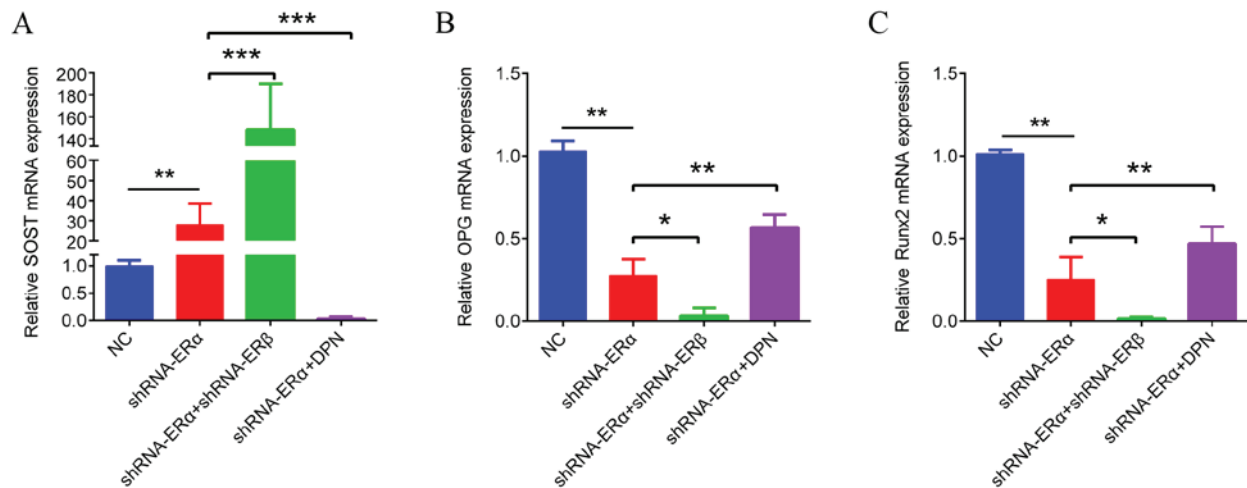 A
Relative SOST mRNA expression
200
180
160
140
60
50
40
30
20
1.0
0.5
0.0
**
***
***
NC
shRNA-ERα
shRNA-ERα+shRNA-ERβ
shRNA-ERα+DPN
B
Relative OPG mRNA expression
1.5
1.0
0.5
0.0
**
**
*
NC
shRNA-ERα
shRNA-ERα+shRNA-ERβ
shRNA-ERα+DPN
C
Relative Runx2 mRNA expression
1.5
1.0
0.5
0.0
**
**
*
NC
shRNA-ERα
shRNA-ERα+shRNA-ERβ
shRNA-ERα+DPN